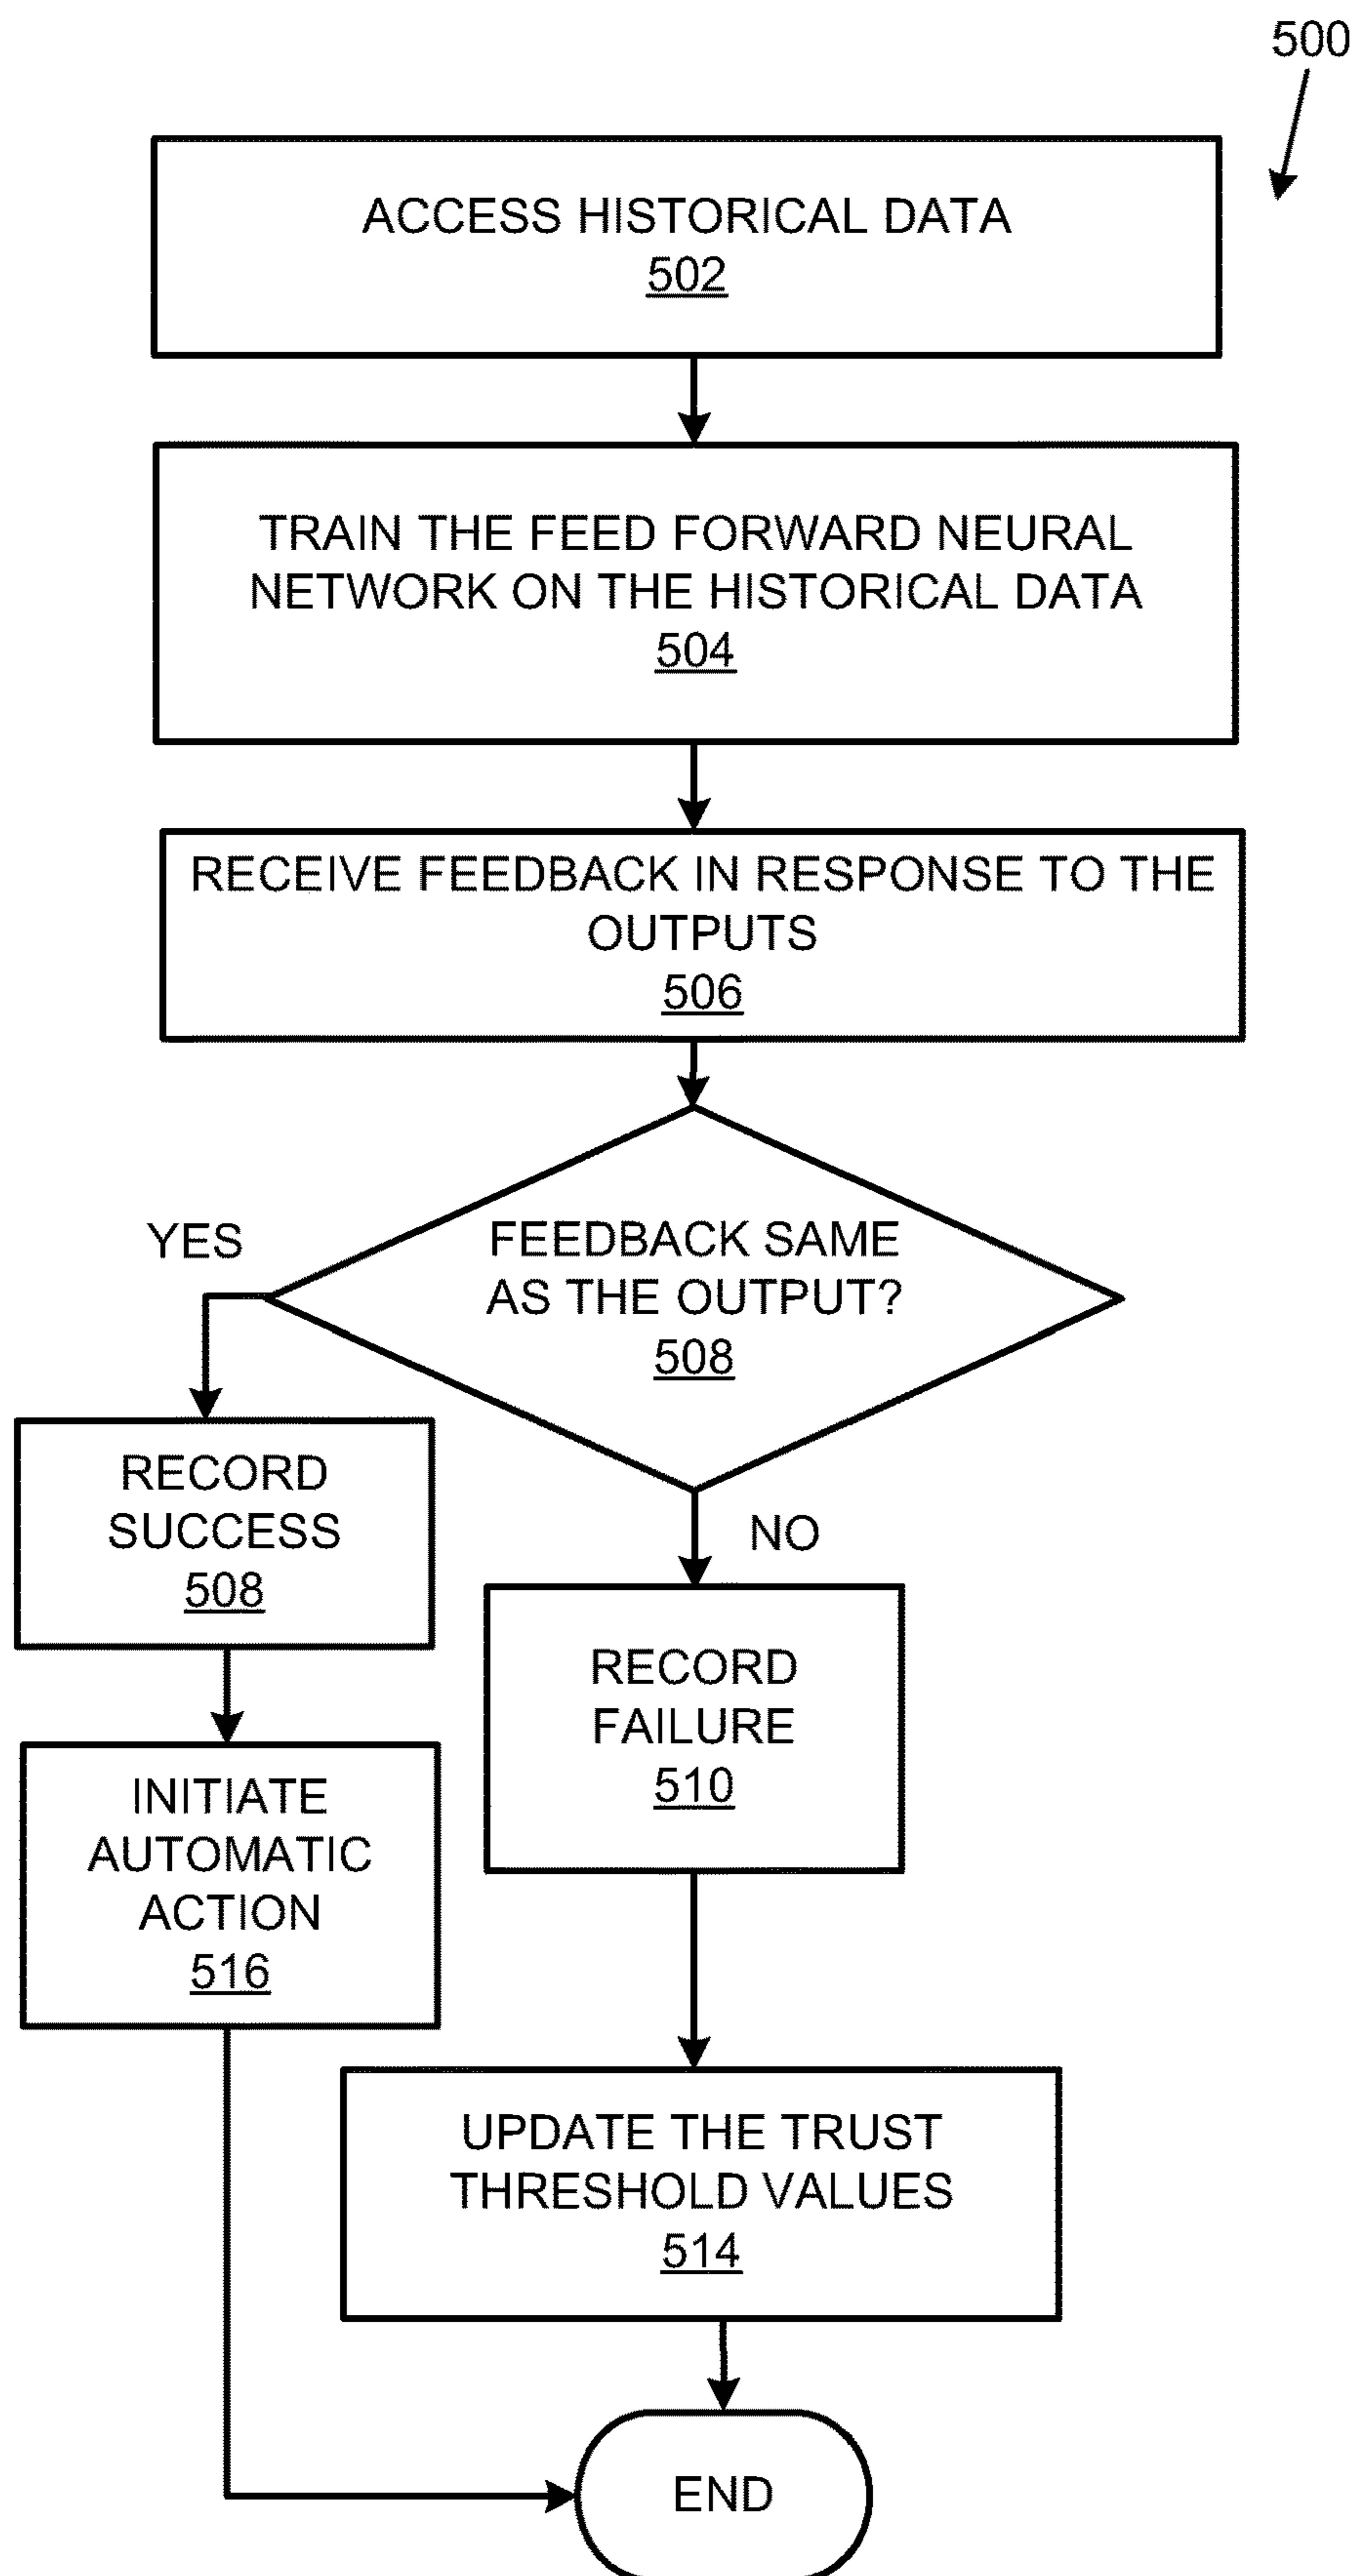 500
ACCESS HISTORICAL DATA
502
TRAIN THE FEED FORWARD NEURAL
NETWORK ON THE HISTORICAL DATA
504
RECEIVE FEEDBACK IN RESPONSE TO THE
OUTPUTS
506
FEEDBACK SAME
AS THE OUTPUT?
508
YES
RECORD
SUCCESS
508
NO
RECORD
FAILURE
510
INITIATE
AUTOMATIC
ACTION
516
UPDATE THE TRUST
THRESHOLD VALUES
514
END